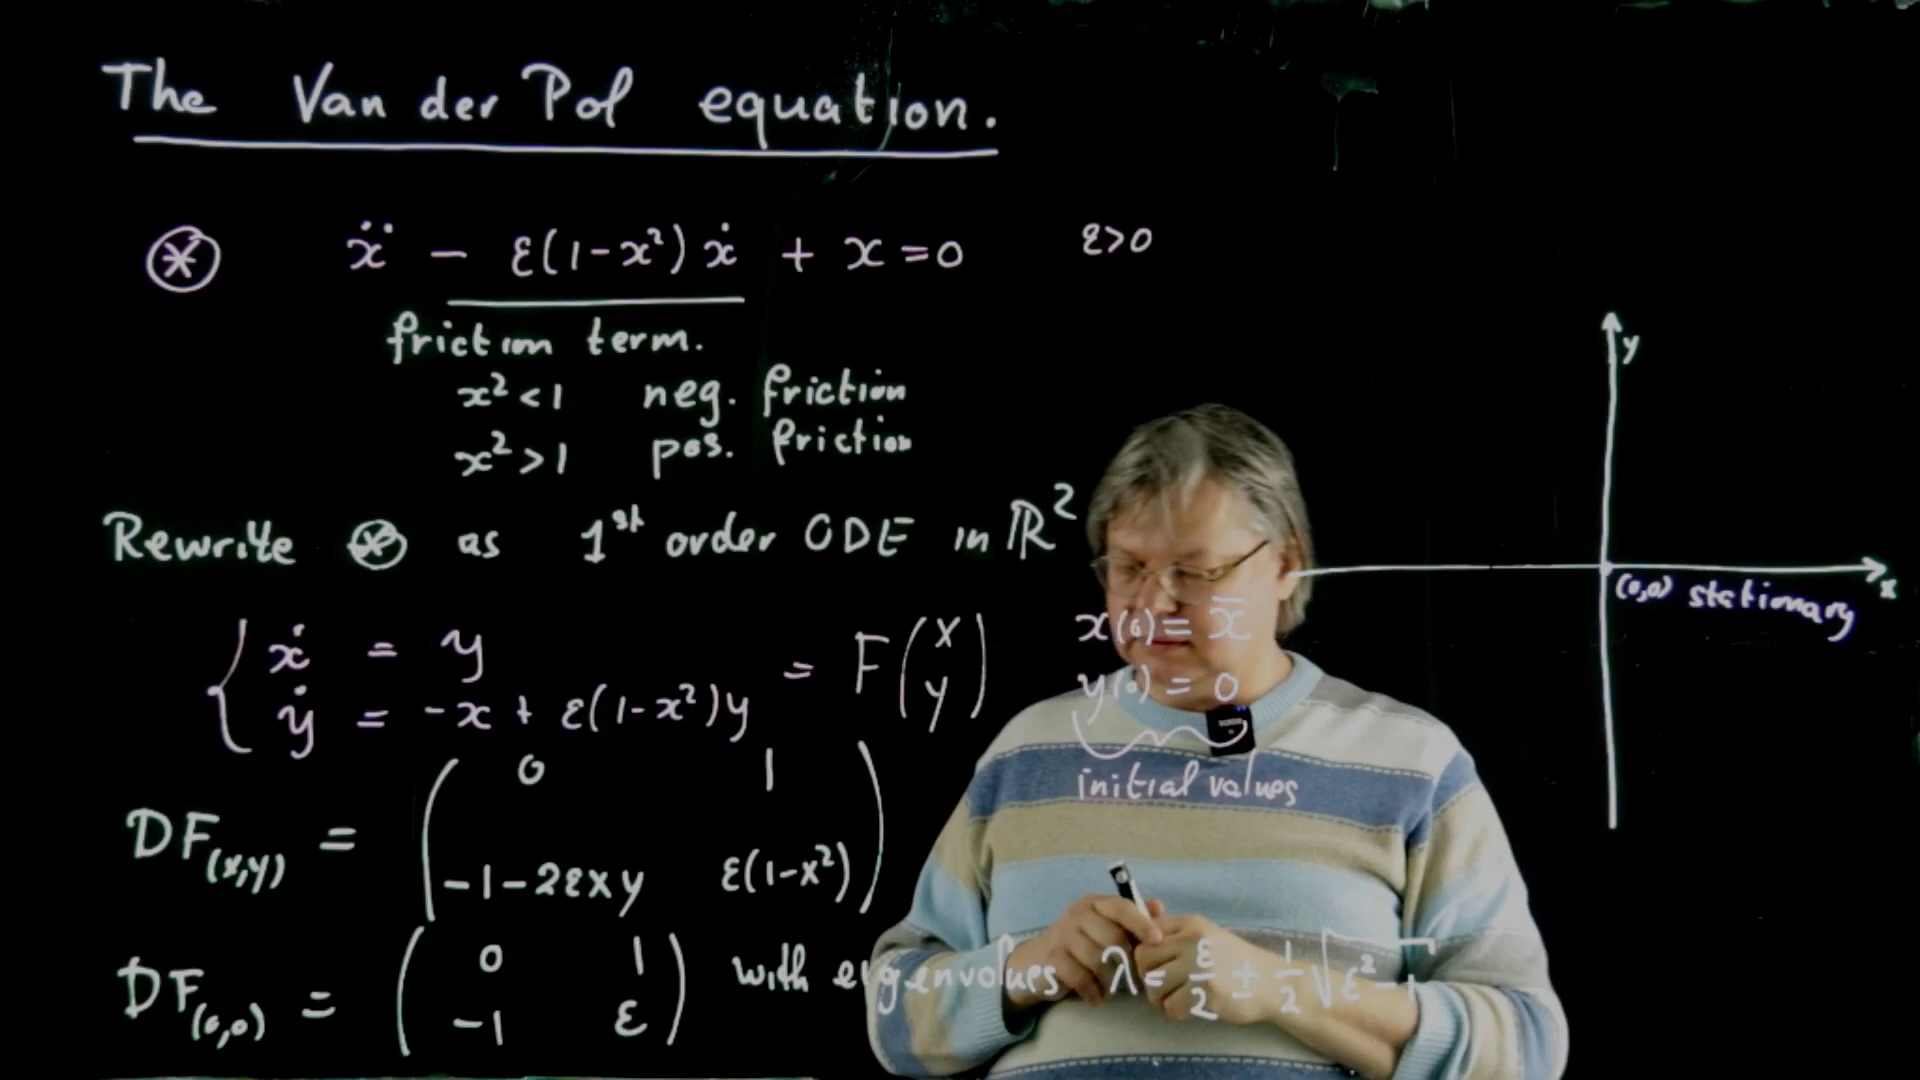 The Van der Pol equation.
⊛ ẍ - ε(1-x²)ẋ + x = 0 ε>0
friction term.
x² < 1 neg. friction
x² > 1 pos. friction
Rewrite ⊛ as 1st order ODE in ℝ²
{ ẋ = y
ẏ = -x + ε(1-x²)y = F(x y) x(0) = x̄
y(0) = 0
initial values
DF(x,y) = ( 0 1
-1-2εxy ε(1-x²) )
DF(0,0) = ( 0 1
-1 ε ) with eigenvalues λ = ε/2 ± 1/2 √ε²-1
y
x
(0,0) stationary